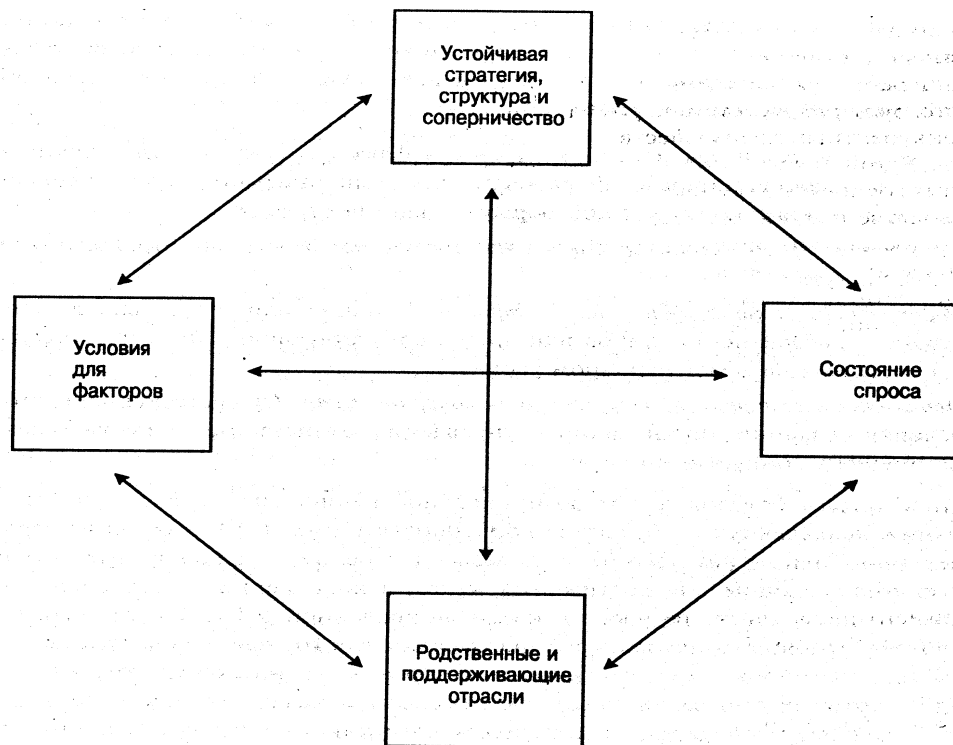 Устойчивая
стратегия,
структура и
соперничество
Условия
для
факторов
Состояние
спроса
Родственные и
поддерживающие
отрасли